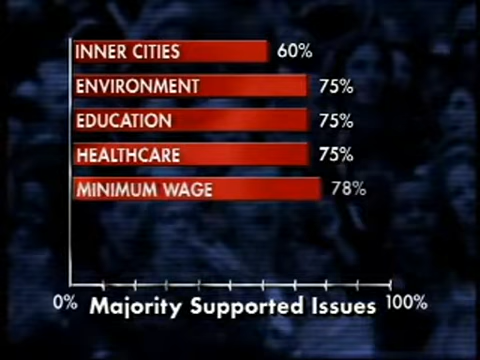 INNER CITIES 60%
ENVIRONMENT 75%
EDUCATION 75%
HEALTHCARE 75%
MINIMUM WAGE 78%
0% Majority Supported Issues 100%